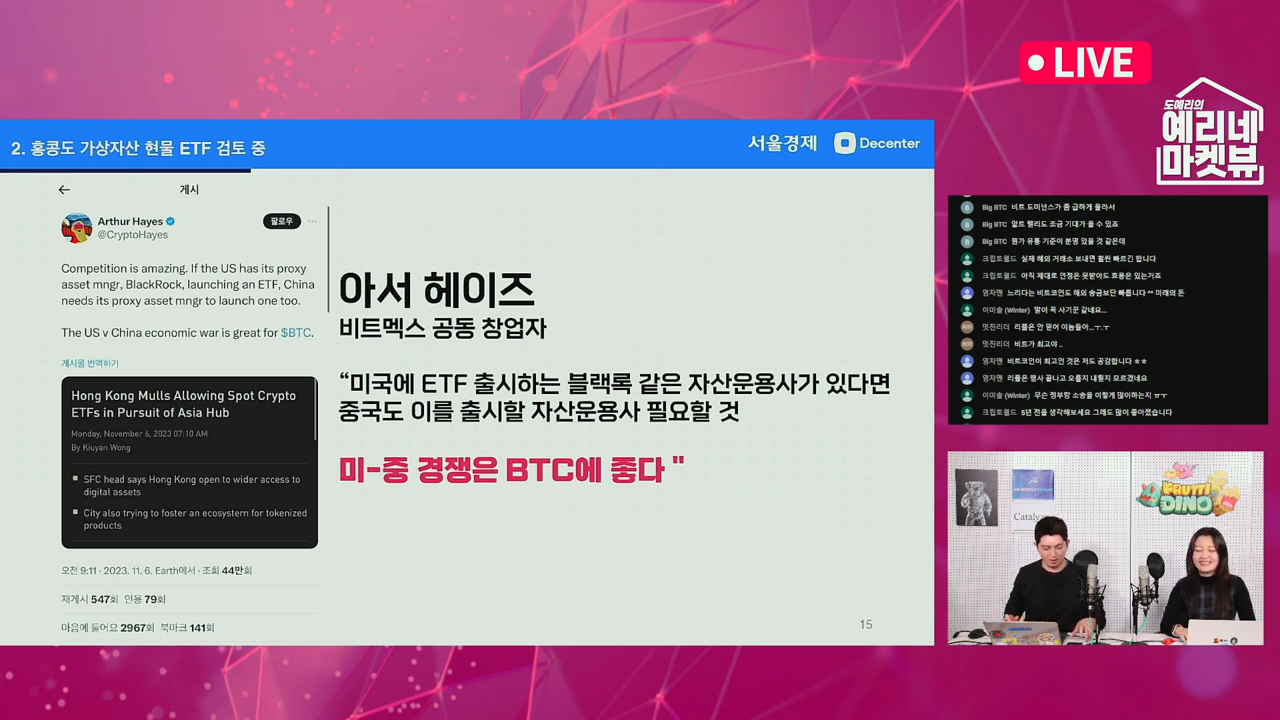 LIVE
도예리의
예리네
마켓뷰
2. 홍콩도 가상자산 현물 ETF 검토 중
서울경제
Decenter
게시
Arthur Hayes
@CryptoHayes
팔로우
Competition is amazing. If the US has its proxy
asset mngr, BlackRock, launching an ETF, China
needs its proxy asset mngr to launch one too.
The US v China economic war is great for $BTC.
게시물 번역하기
Hong Kong Mulls Allowing Spot Crypto
ETFs in Pursuit of Asia Hub
Monday, November 6, 2023 07:10 AM
By Kiuyan Wong
SFC head says Hong Kong open to wider access to
digital assets
City also trying to foster an ecosystem for tokenized
products
오전 9:11 · 2023. 11. 6. Earth에서 · 조회 44만회
재게시 547회 인용 79회
마음에 들어요 2967회 북마크 141회
아서 헤이즈
비트멕스 공동 창업자
“미국에 ETF 출시하는 블랙록 같은 자산운용사가 있다면
중국도 이를 출시할 자산운용사 필요할 것
미-중 경쟁은 BTC에 좋다 "
15
Big BTC 비트 도미넌스가 좀 급하게 올라서
Big BTC 알트 랠리도 조금 기대가 을 수 있죠
Big BTC 뭔가 유통 기준이 분명 있을 것 같은데
크립토월드 실제 해외 거래소 보내면 훨씬 빠르긴 합니다
크립토월드 아직 제대로 인정은 못받아도 효용은 있는거죠
영자맨 느리다는 비트코인도 해외 송금보단 빠릅니다 ^^ 미래의 돈
이미술 (Winter) 말이 꼭 사기꾼 같네요...
멋진리더 리플은 안 믿어 이놈들아...ㅜ.ㅜ
멋진리더 비트가 최고야 ..
영자맨 비트코인이 최고인 것은 저도 공감합니다 ㅎㅎ
영자맨 리플은 행사 끝나고 오를지 내릴지 모르겠네요
이미술 (Winter) 무슨 정부랑 소송을 이렇게 많이하는지 ㅠㅜ
크립토월드 5년 전을 생각해보세요 그래도 많이 좋아졌습니다
Cataly
FRUTTI
DINO